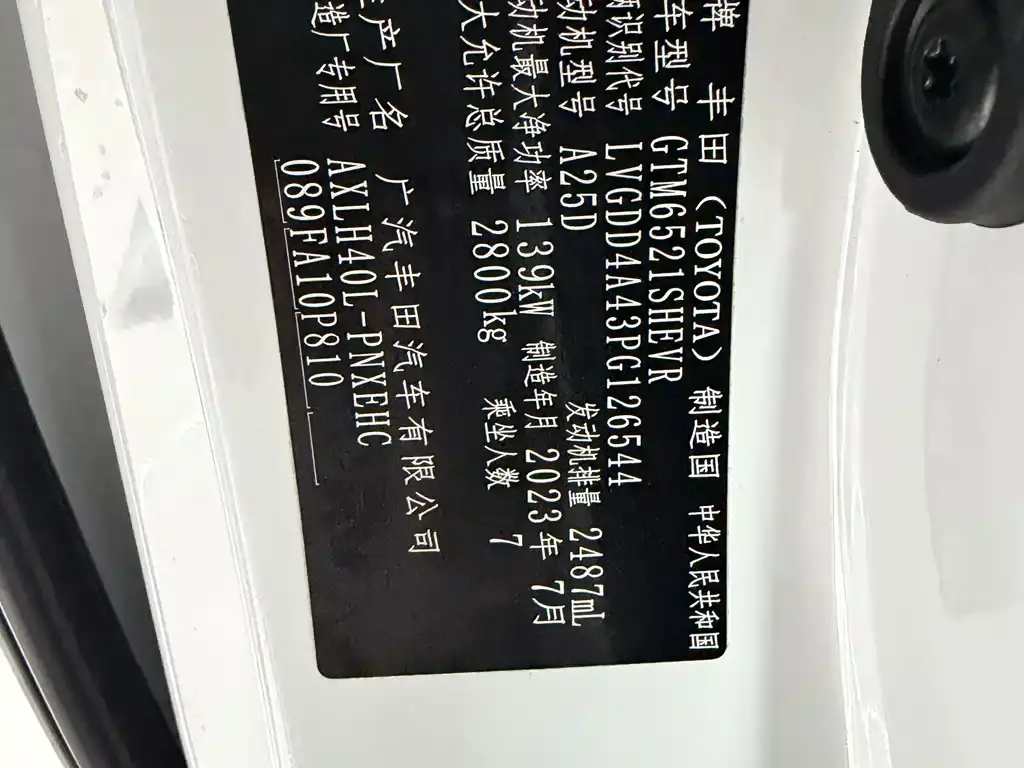 牌 丰田（TOYOTA） 制造国 中华人民共和国
车型号 GTM6521SHEVR
辆识别代号 LVGDD4A43PG126544
动机型号 A25D 发动机排量 2487mL
动机最大净功率 139kW 制造年月 2023年 7月
大允许总质量 2800kg 乘坐人数 7
生产厂名 广汽丰田汽车有限公司
造厂专用号 AXLH40L-PNXEHC
089FA10P810